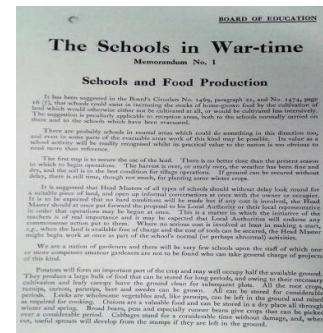 BOARD OF EDUCATION
The Schools in War-time
Memorandum No. 1
Schools and Food Production
It has been suggested in the Board's Circulars No. 1469, paragraph 21, and No. 1474, page
16 (f), that schools could assist in increasing the stocks of home-grown food by the cultivation of
land which would otherwise either not be cultivated at all, or would be cultivated less intensively.
The suggestion is peculiarly applicable to reception areas, both to the schools normally carried on
there and to the schools which have been evacuated.
There are probably schools in neutral areas which could do something in this direction too,
and even in some parts of the evacuable areas work of this kind may be possible. Its value as a
school activity will be readily recognised whilst its practical value to the nation is too obvious to
need more than reference.
The first step is to secure the use of the land. There is no better time than the present season
in which to begin operations. The harvest is over, or nearly over, the weather has been fine and
dry, and the soil is in the best condition for tillage operations. If ground can be secured without
delay, there is still time, though not much, for planting some winter crops.
It is suggested that Head Masters of all types of schools should without delay look round for
a suitable piece of land, and open up informal conversations at once with the owner or occupier.
It is to be expected that no hard conditions will be made but if any cost is involved, the Head
Master should at once put forward the proposal to his Local Authority or their local representative
in order that operations may be begun at once. This is a matter in which the initiative of the
teachers is of real importance and it may be expected that Local Authorities will endorse any
commonsense action put to them. Where no serious cost is involved at least in making a start,
e.g., when the land is available free of charge and the use of tools can be secured, the Head Master
might begin work at once as part of the school's normal (or perhaps abnormal) activities.
We are a nation of gardeners and there will be very few schools upon the staff of which one
or more competent amateur gardeners are not to be found who can take general charge of projects
of this kind.
Potatoes will form an important part of the crop and may well occupy half the available ground.
They produce a large bulk of food that can be stored for long periods, and owing to their necessary
cultivation and leafy canopy leave the ground clean for subsequent plots. All the root crops,
turnips, carrots, parsnips, beet and swedes can be grown. All can be stored for considerable
periods. Leeks are wholesome vegetables and, like parsnips, can be left in the ground and raised
as required for cooking. Onions are a valuable food and can be stored in a dry place all through
winter and spring. Broad beans, peas and especially runner beans give crops that can be picked
over a considerable period. Cabbages stand for a considerable time without damage, and, when
cut, useful sprouts will develop from the stumps if they are left in the ground.